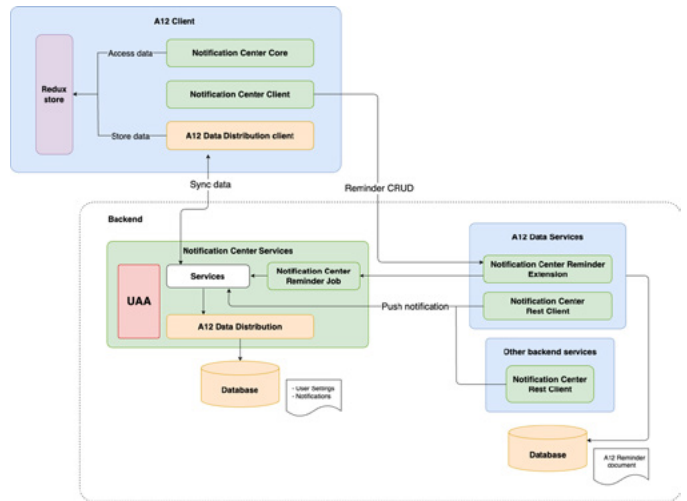 A12 Client
Access data
Notification Center Core
Redux
store
Notification Center Client
Store data
A12 Data Distribution client
Sync data
Reminder CRUD
Backend
Notification Center Services
A12 Data Services
UAA
Services
Notification Center
Reminder Job
Notification Center Reminder
Extension
Push notification
Notification Center
Rest Client
A12 Data Distribution
Other backend services
Database
- User Settings
- Notifications
Notification Center
Rest Client
Database
A12 Reminder
document